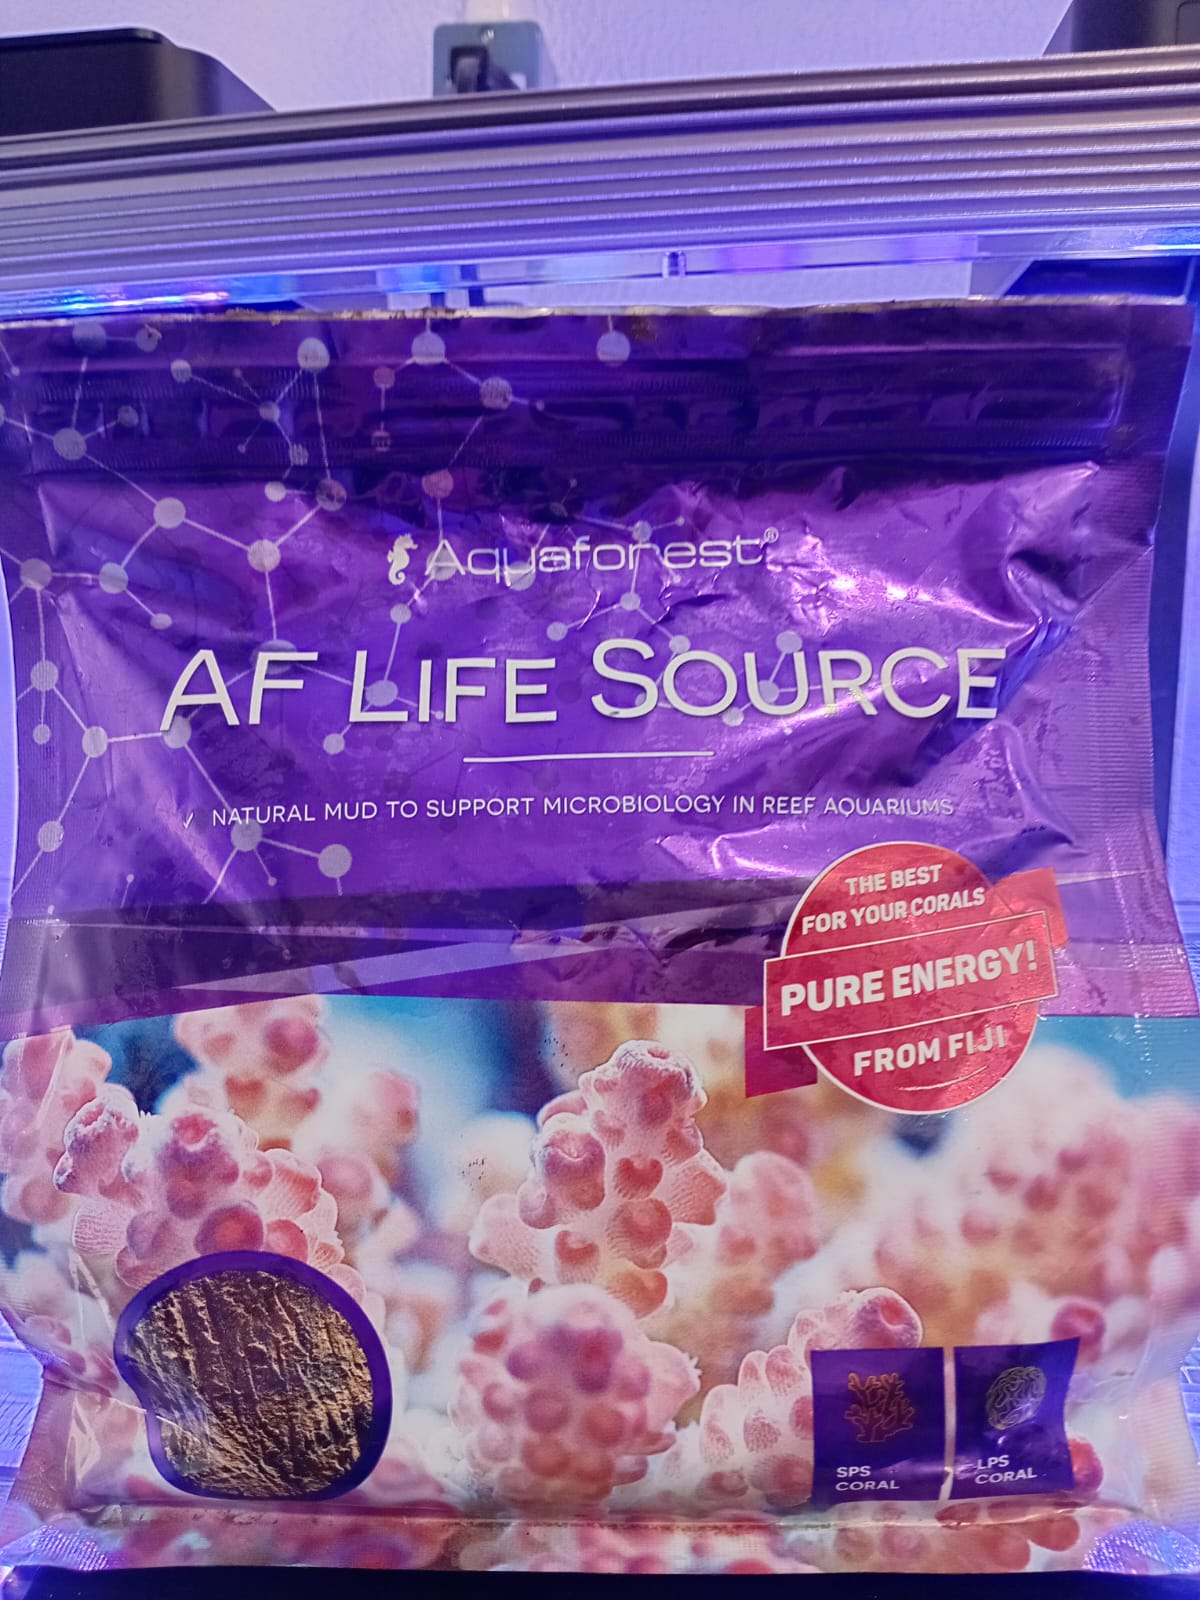 Aquaforest®
AF LIFE SOURCE
NATURAL MUD TO SUPPORT MICROBIOLOGY IN REEF AQUARIUMS
THE BEST
FOR YOUR CORALS
PURE ENERGY!
FROM FIJI
SPS
CORAL
LPS
CORAL